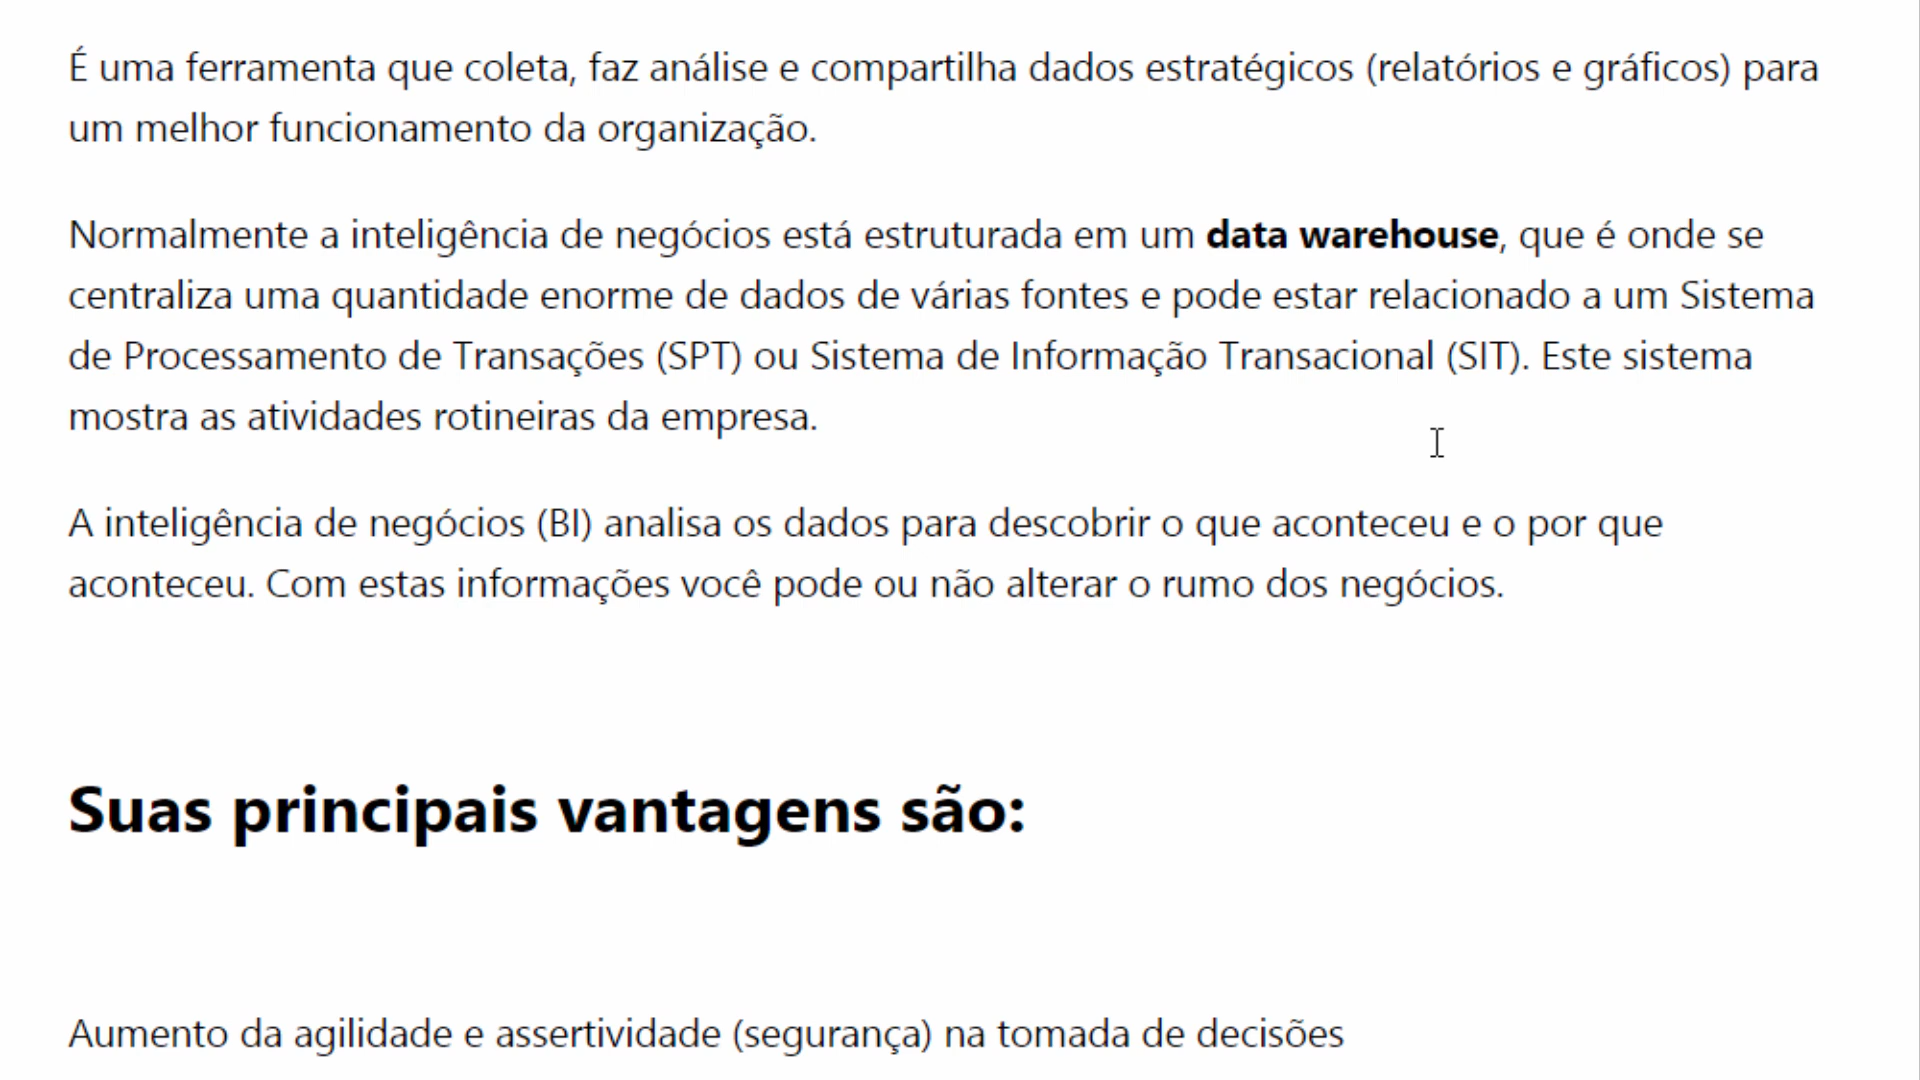 É uma ferramenta que coleta, faz análise e compartilha dados estratégicos (relatórios e gráficos) para
um melhor funcionamento da organização.
Normalmente a inteligência de negócios está estruturada em um data warehouse, que é onde se
centraliza uma quantidade enorme de dados de várias fontes e pode estar relacionado a um Sistema
de Processamento de Transações (SPT) ou Sistema de Informação Transacional (SIT). Este sistema
mostra as atividades rotineiras da empresa.
A inteligência de negócios (BI) analisa os dados para descobrir o que aconteceu e o por que
aconteceu. Com estas informações você pode ou não alterar o rumo dos negócios.
Suas principais vantagens são:
Aumento da agilidade e assertividade (segurança) na tomada de decisões